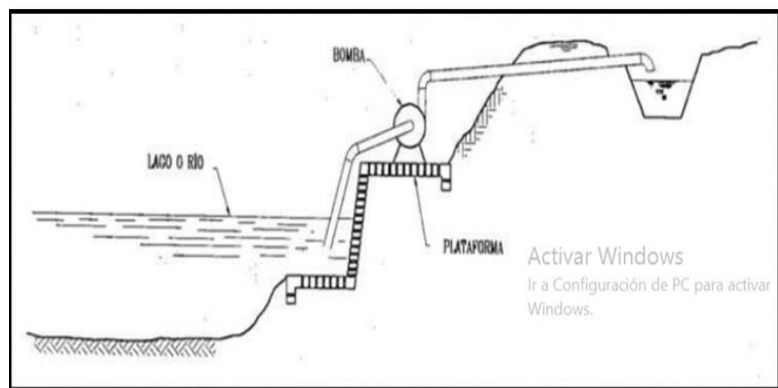 BOMBA
LAGO O RÍO
PLATAFORMA
Activar Windows
Ir a Configuración de PC para activar
Windows.